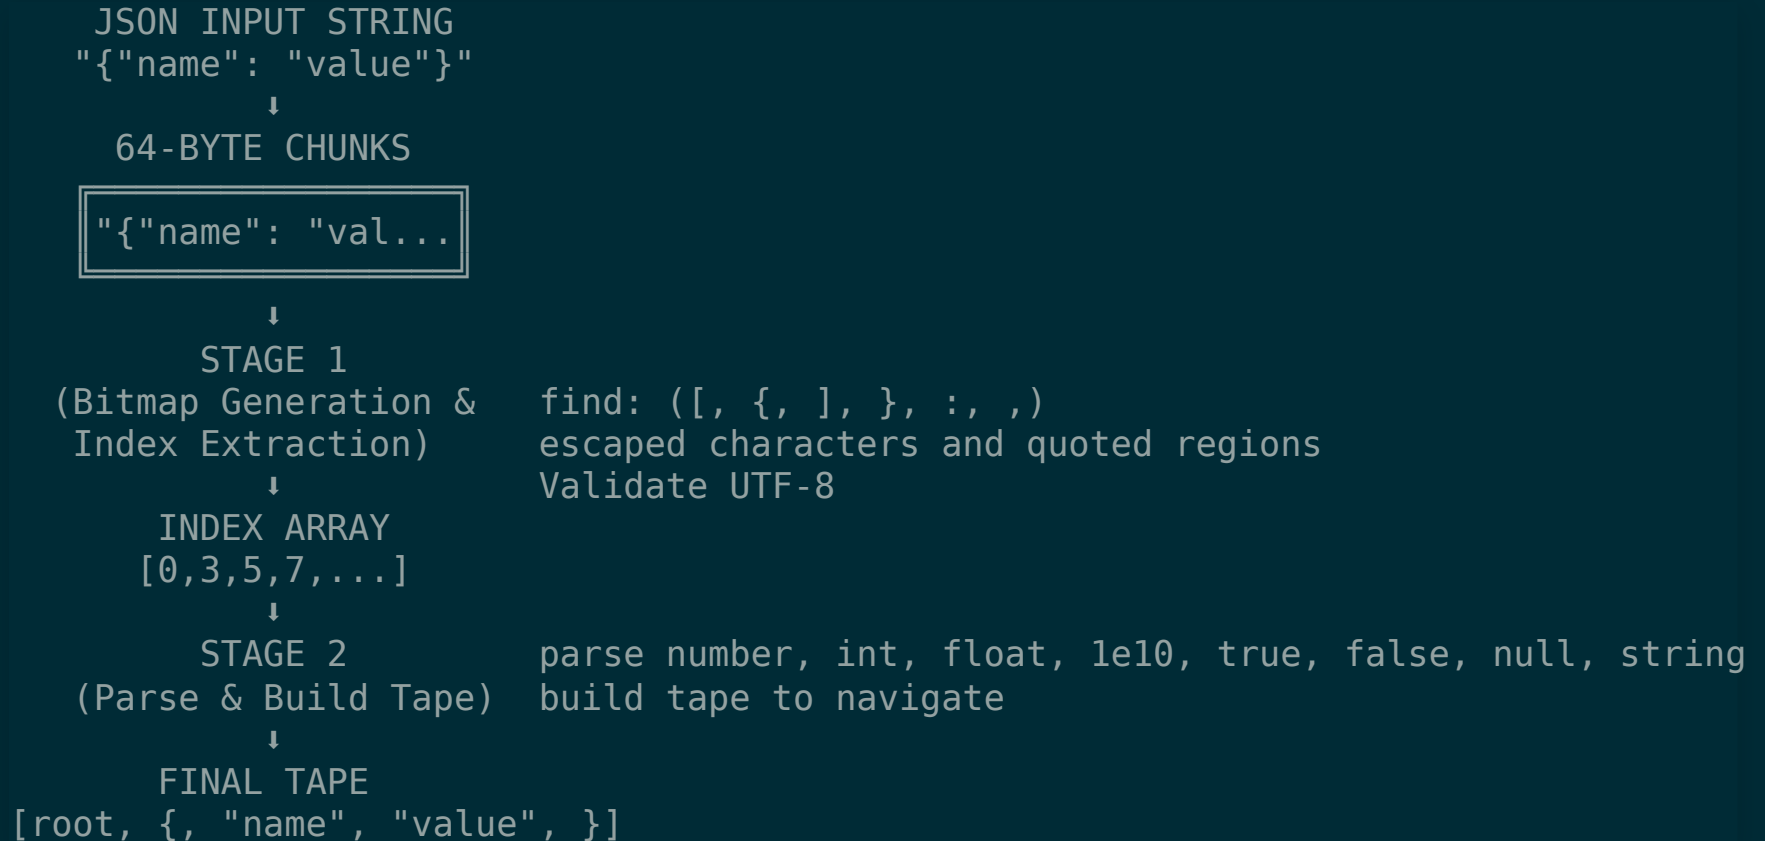 JSON INPUT STRING
"{"name": "value"}"
⬇
64-BYTE CHUNKS
"{"name": "val...
⬇
STAGE 1
(Bitmap Generation & find: ([, {, ], }, :, ,)
Index Extraction) escaped characters and quoted regions
⬇ Validate UTF-8
INDEX ARRAY
[0,3,5,7,...]
⬇
STAGE 2 parse number, int, float, 1e10, true, false, null, string
(Parse & Build Tape) build tape to navigate
⬇
FINAL TAPE
[root, {, "name", "value", }]